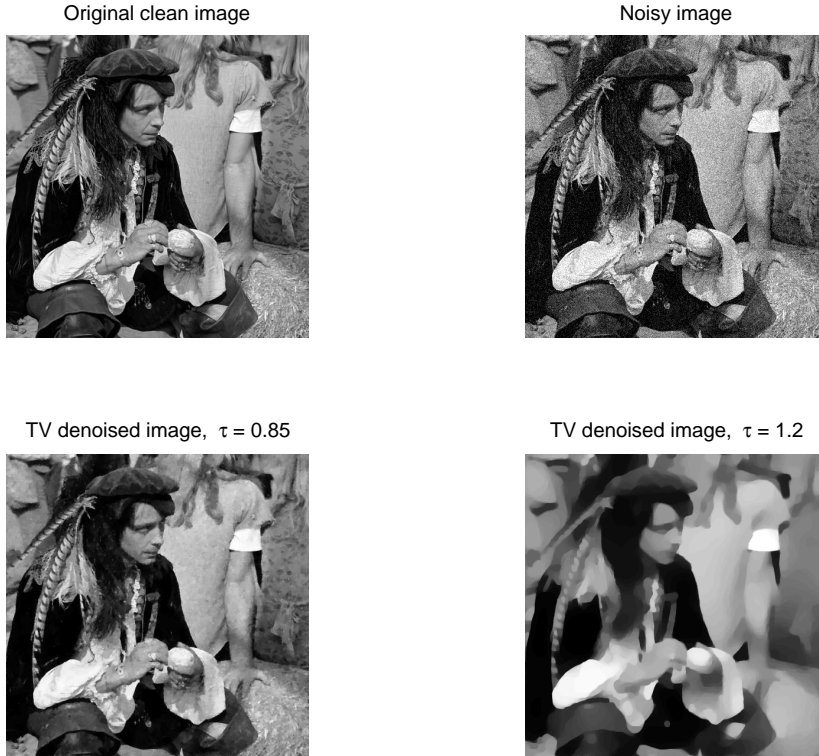 Original clean image
Noisy image
TV denoised image, τ = 0.85
TV denoised image, τ = 1.2